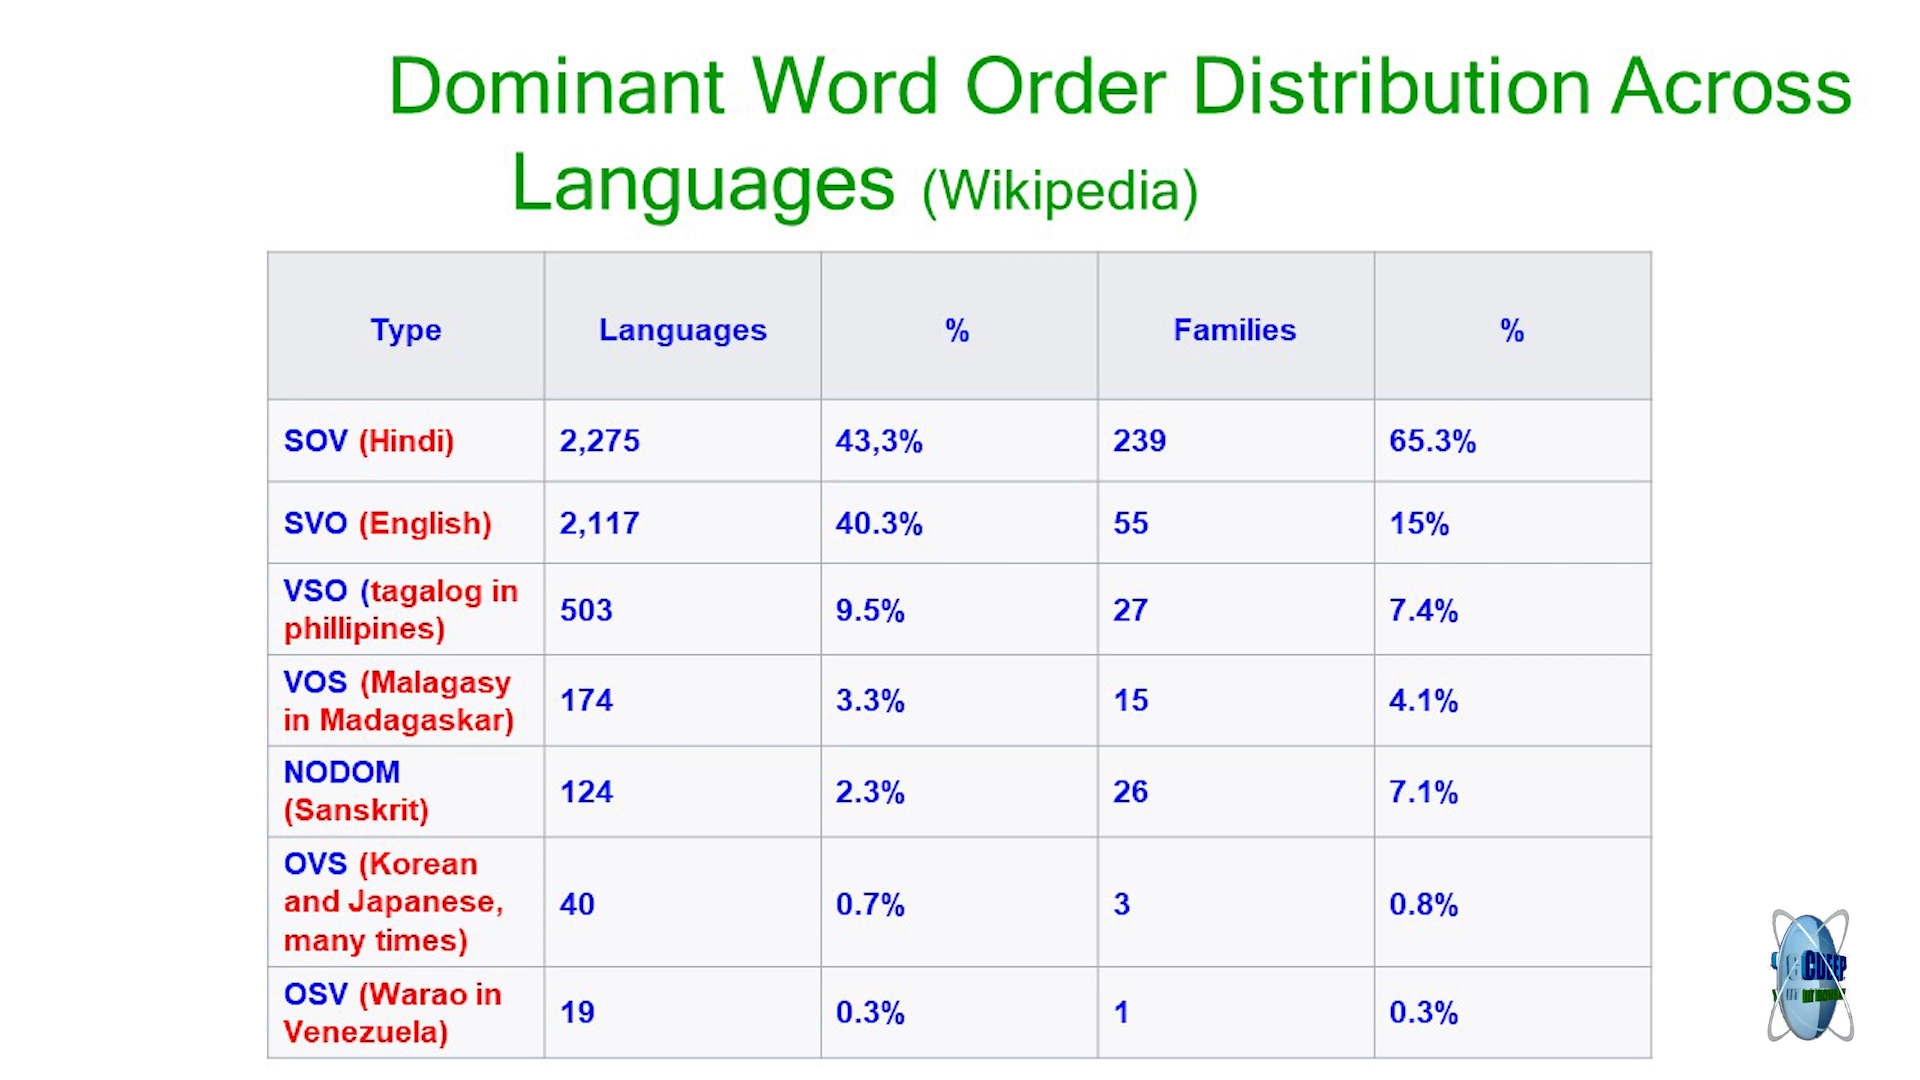 Dominant Word Order Distribution Across
Languages (Wikipedia)
Type Languages % Families %
SOV (Hindi) 2,275 43,3% 239 65.3%
SVO (English) 2,117 40.3% 55 15%
VSO (tagalog in
phillipines) 503 9.5% 27 7.4%
VOS (Malagasy
in Madagaskar) 174 3.3% 15 4.1%
NODOM
(Sanskrit) 124 2.3% 26 7.1%
OVS (Korean
and Japanese,
many times) 40 0.7% 3 0.8%
OSV (Warao in
Venezuela) 19 0.3% 1 0.3%
CDEEP